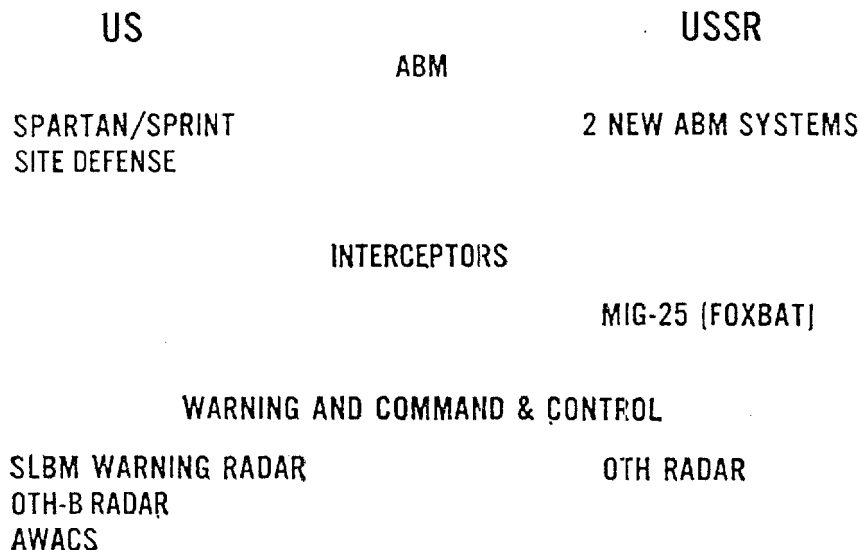 US USSR
ABM
SPARTAN/SPRINT 2 NEW ABM SYSTEMS
SITE DEFENSE
INTERCEPTORS
MIG-25 (FOXBAT)
WARNING AND COMMAND & CONTROL
SLBM WARNING RADAR OTH RADAR
OTH-B RADAR
AWACS